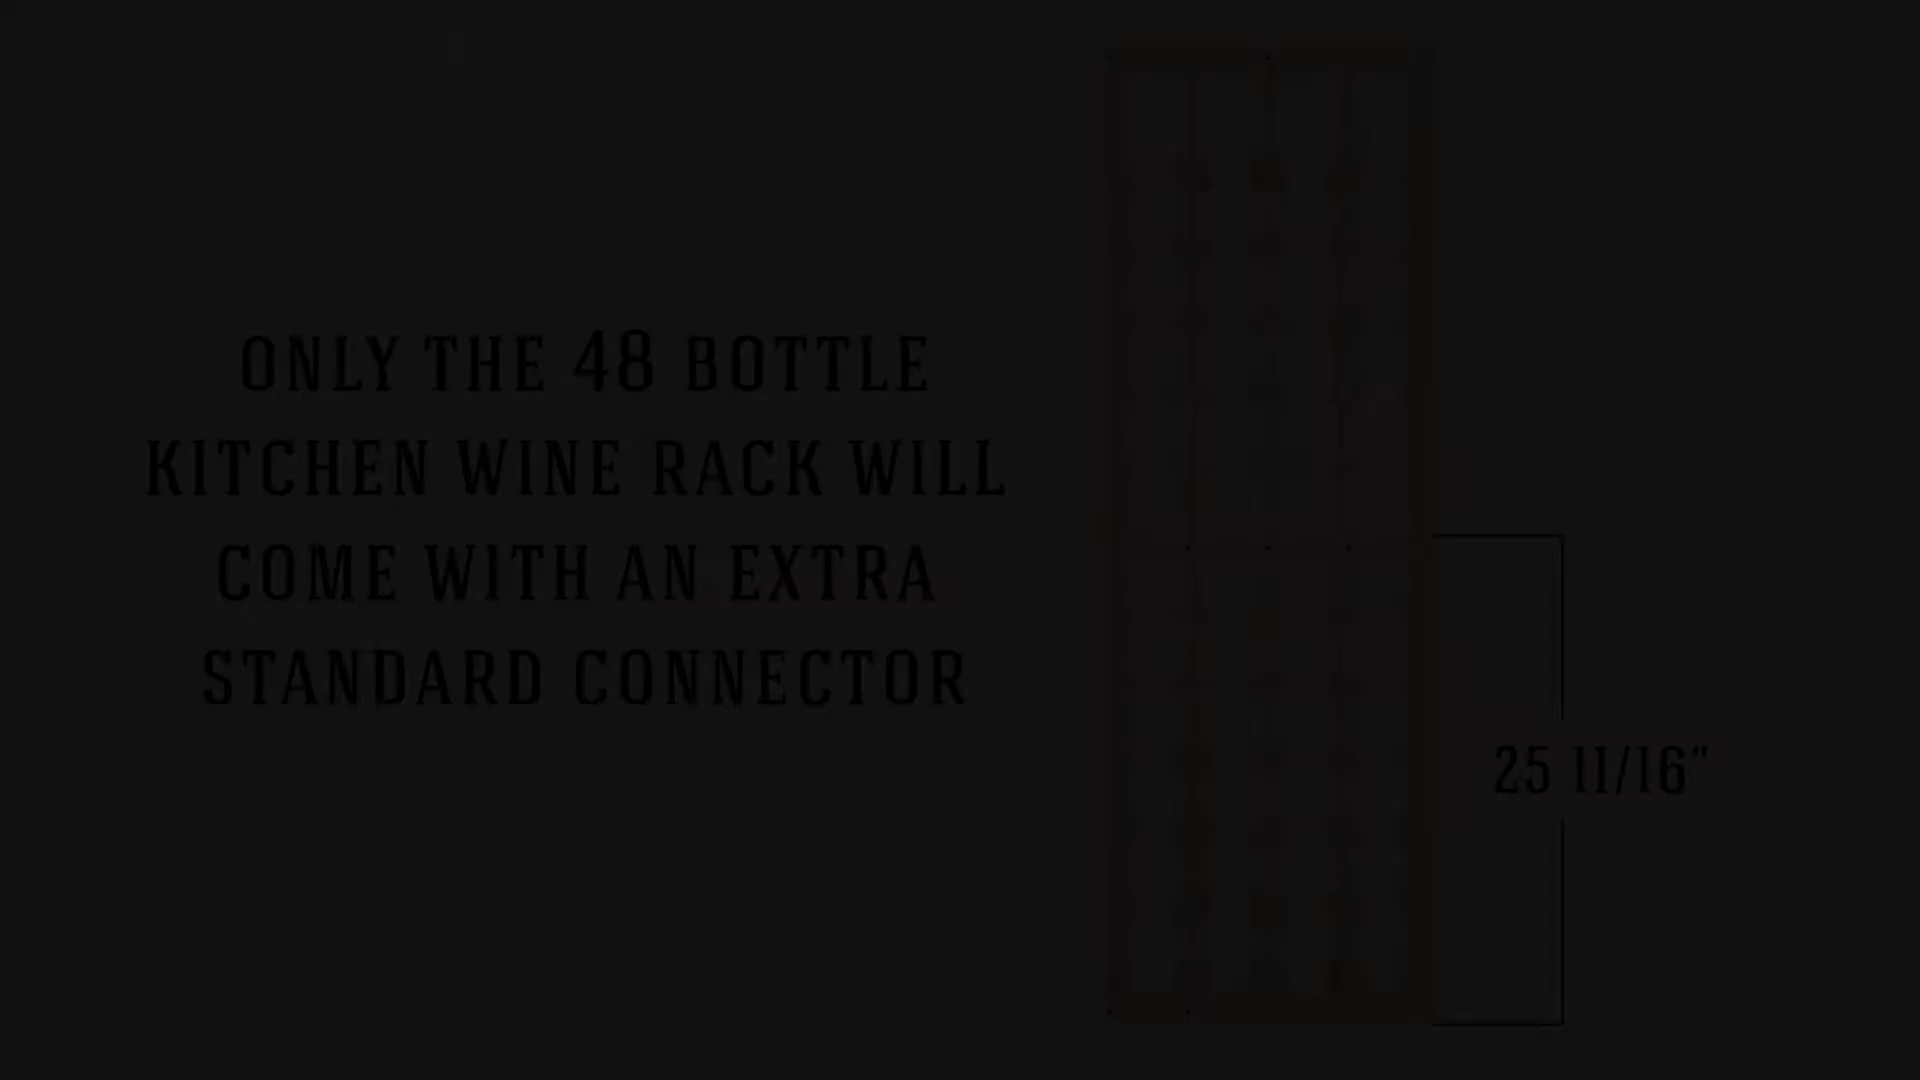 ONLY THE 48 BOTTLE
KITCHEN WINE RACK WILL
COME WITH AN EXTRA
STANDARD CONNECTOR
25 11/16"